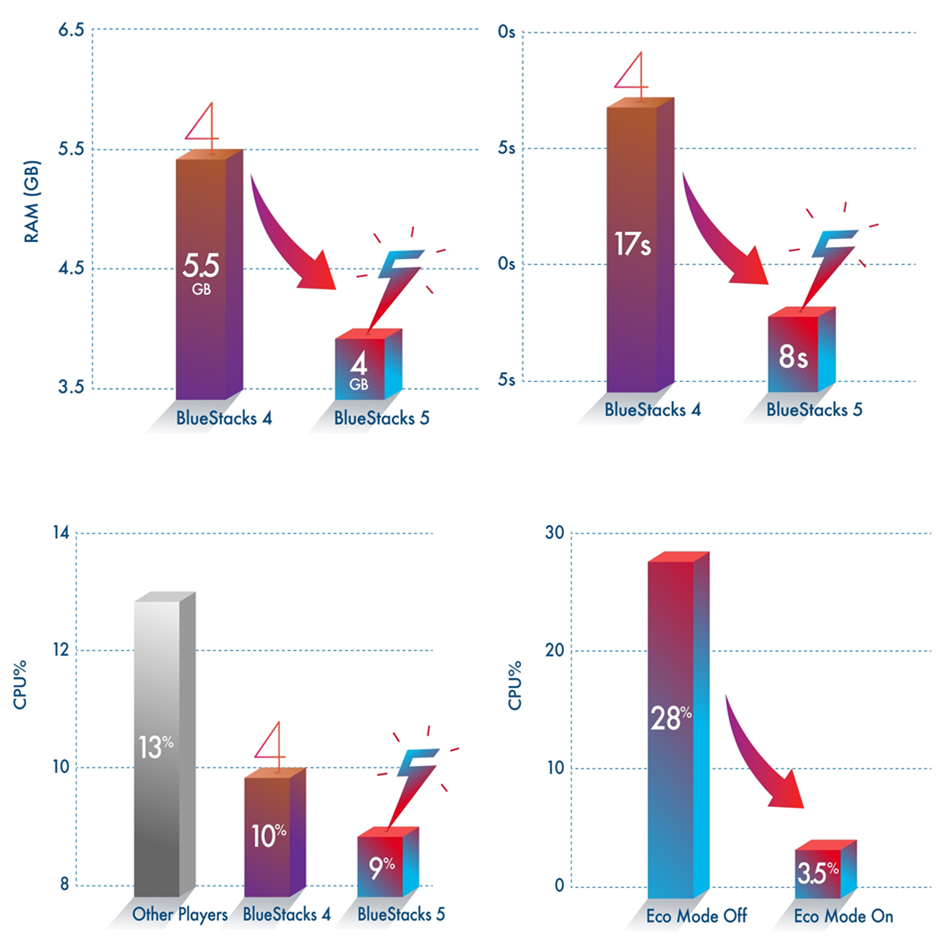 6.5
5.5
4.5
3.5
RAM (GB)
4
5.5
GB
4
GB
BlueStacks 4
BlueStacks 5
0s
5s
0s
5s
4
17s
8s
BlueStacks 4
BlueStacks 5
14
12
10
8
CPU%
13%
4
10%
9%
Other Players
BlueStacks 4
BlueStacks 5
30
20
10
0
CPU%
28%
3.5%
Eco Mode Off
Eco Mode On